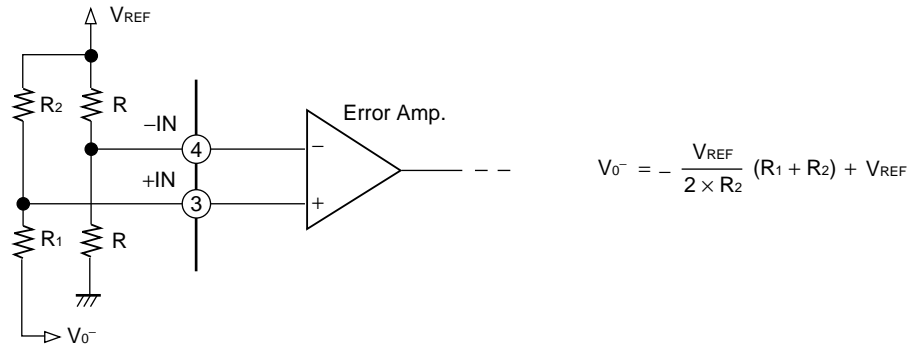 VREF
R2
R
Error Amp.
−IN
4
−
+IN
3
+
R1
R
V0−
V0− = − VREF / 2 × R2 (R1 + R2) + VREF